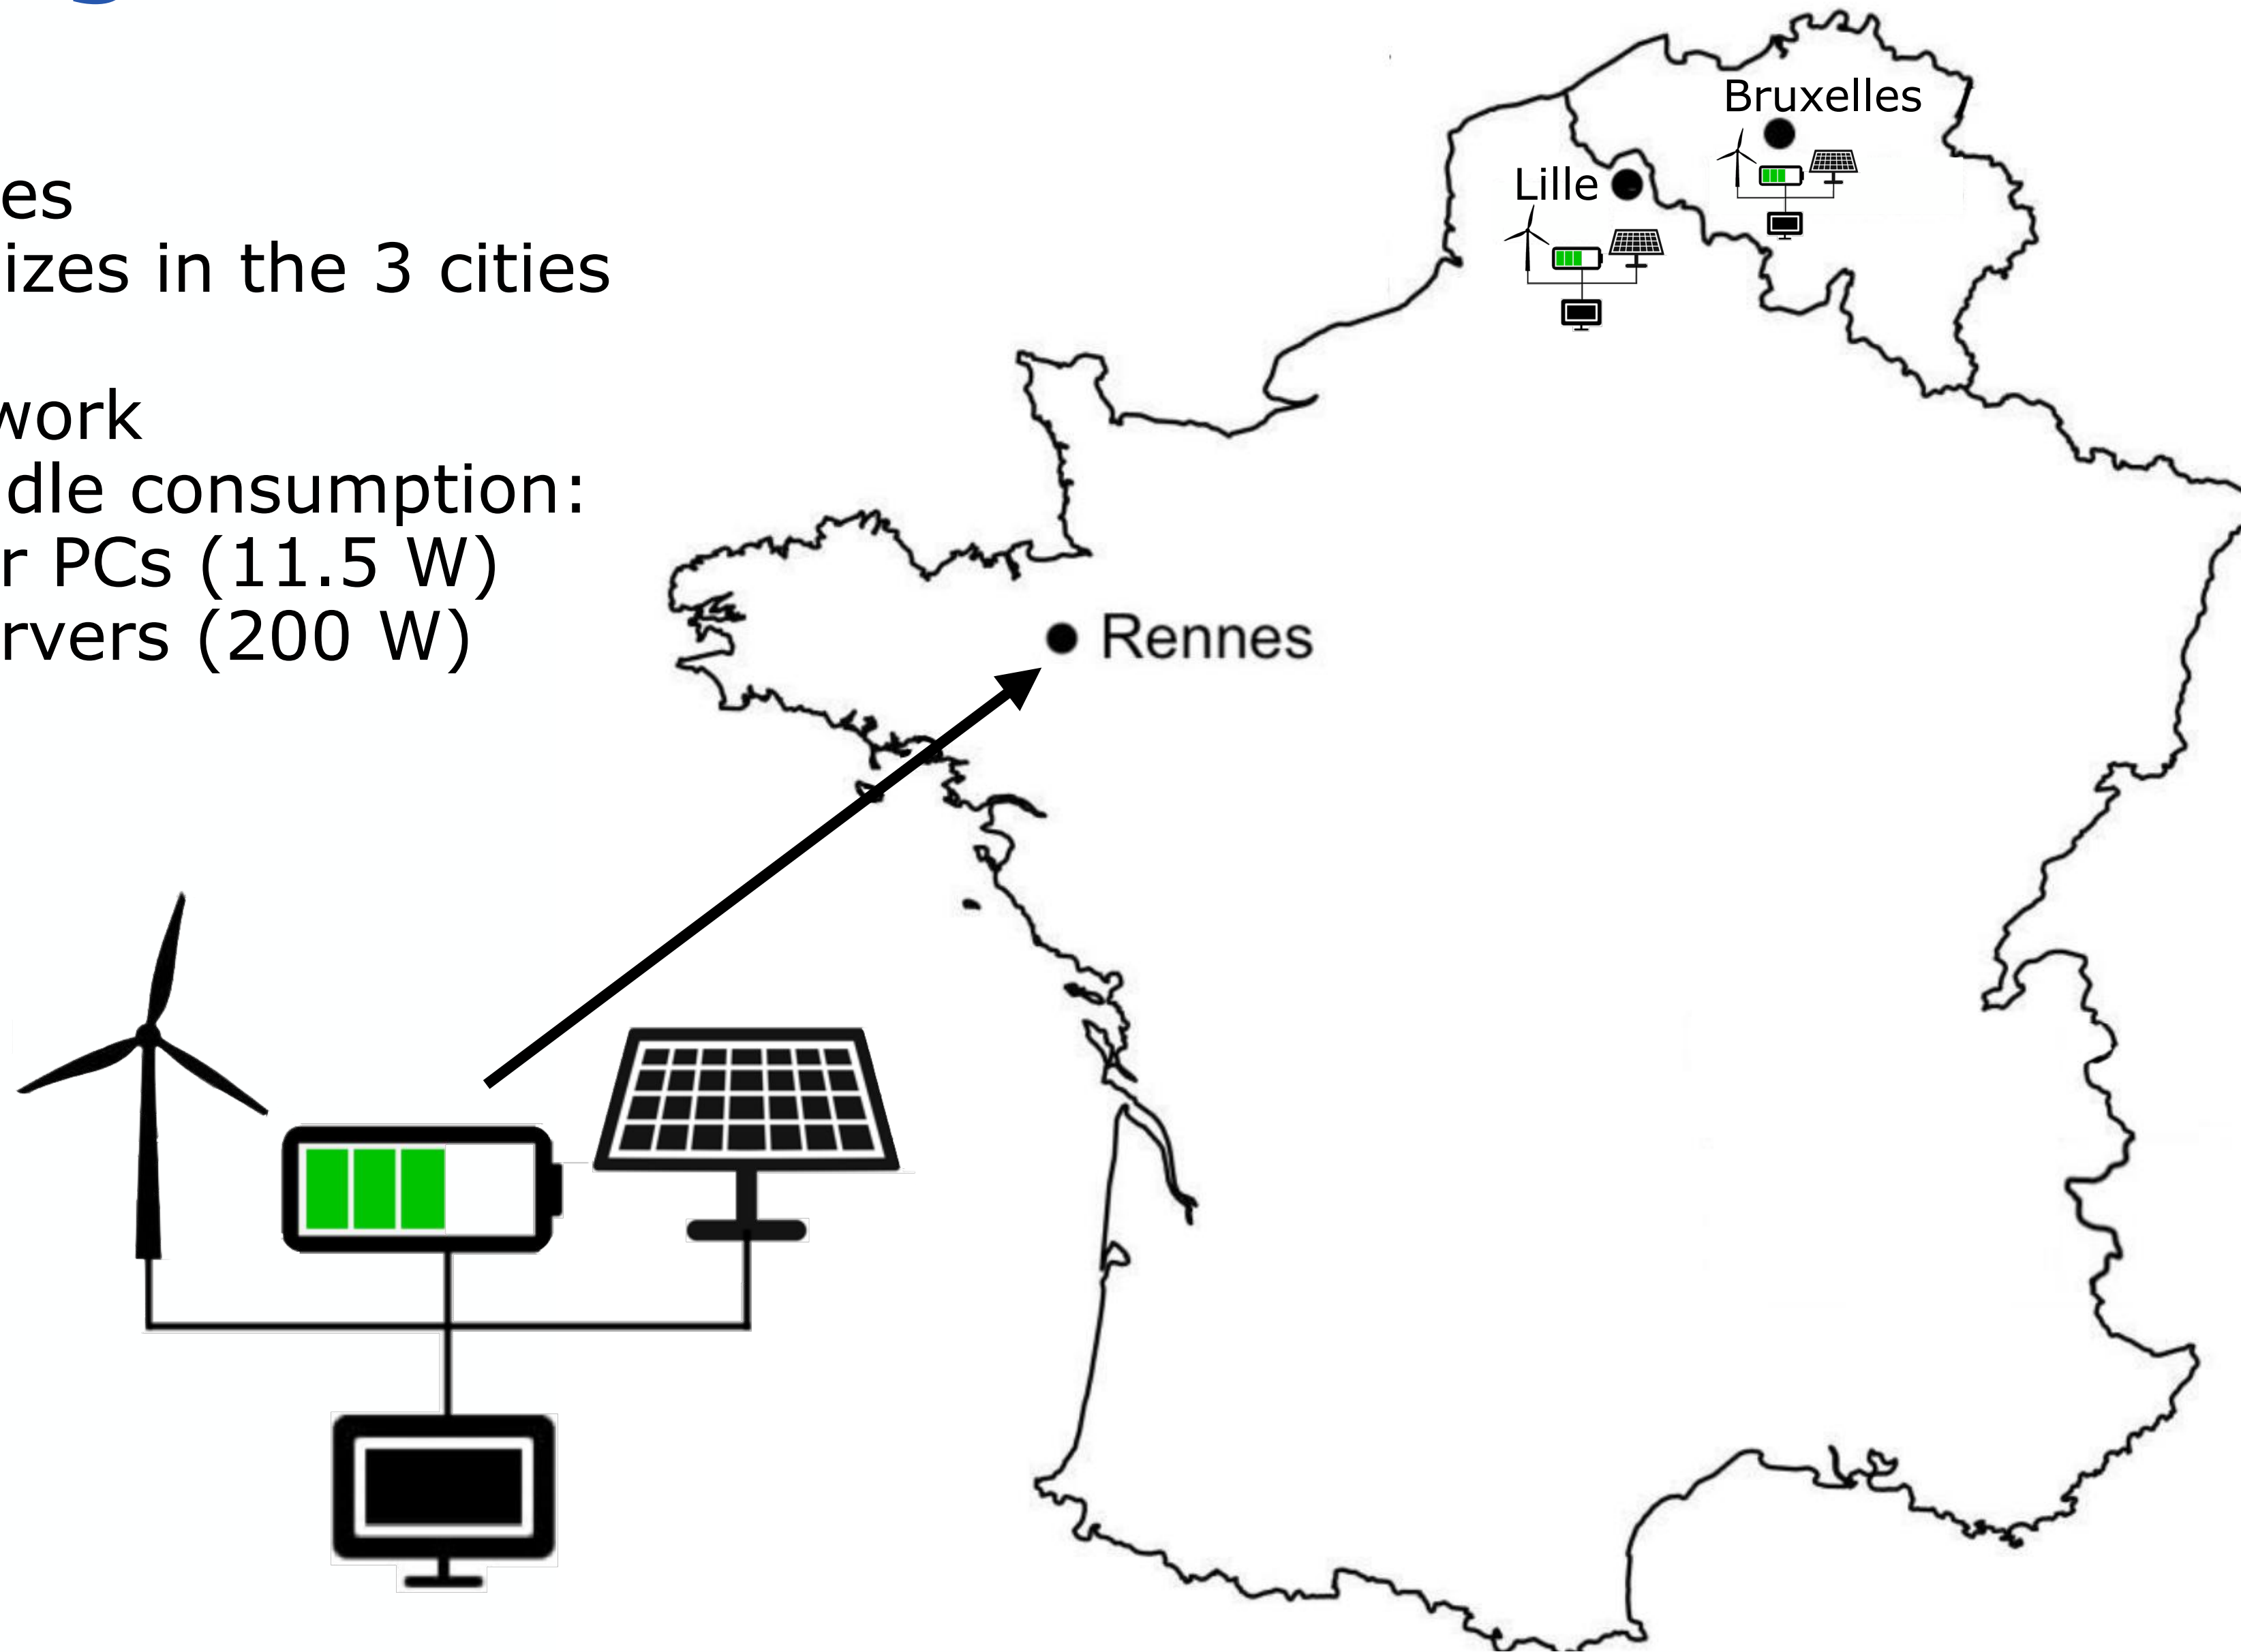 es
izes in the 3 cities
work
dle consumption:
r PCs (11.5 W)
rvers (200 W)
Bruxelles
Lille
Rennes